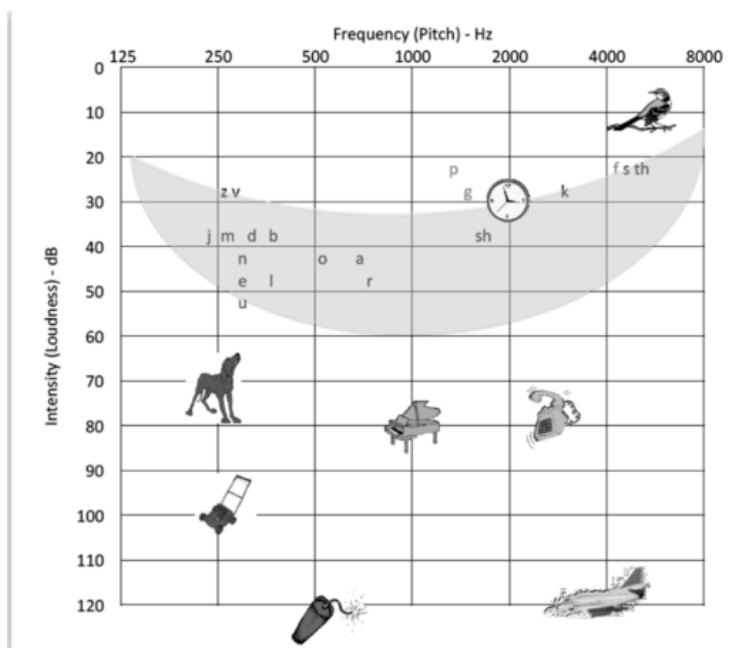 Frequency (Pitch) - Hz
125 250 500 1000 2000 4000 8000
Intensity (Loudness) - dB
0
10
20
p f s th
30
z v g k
j m d b sh
40
n o a
e l r
50
u
60
70
80
90
100
110
120